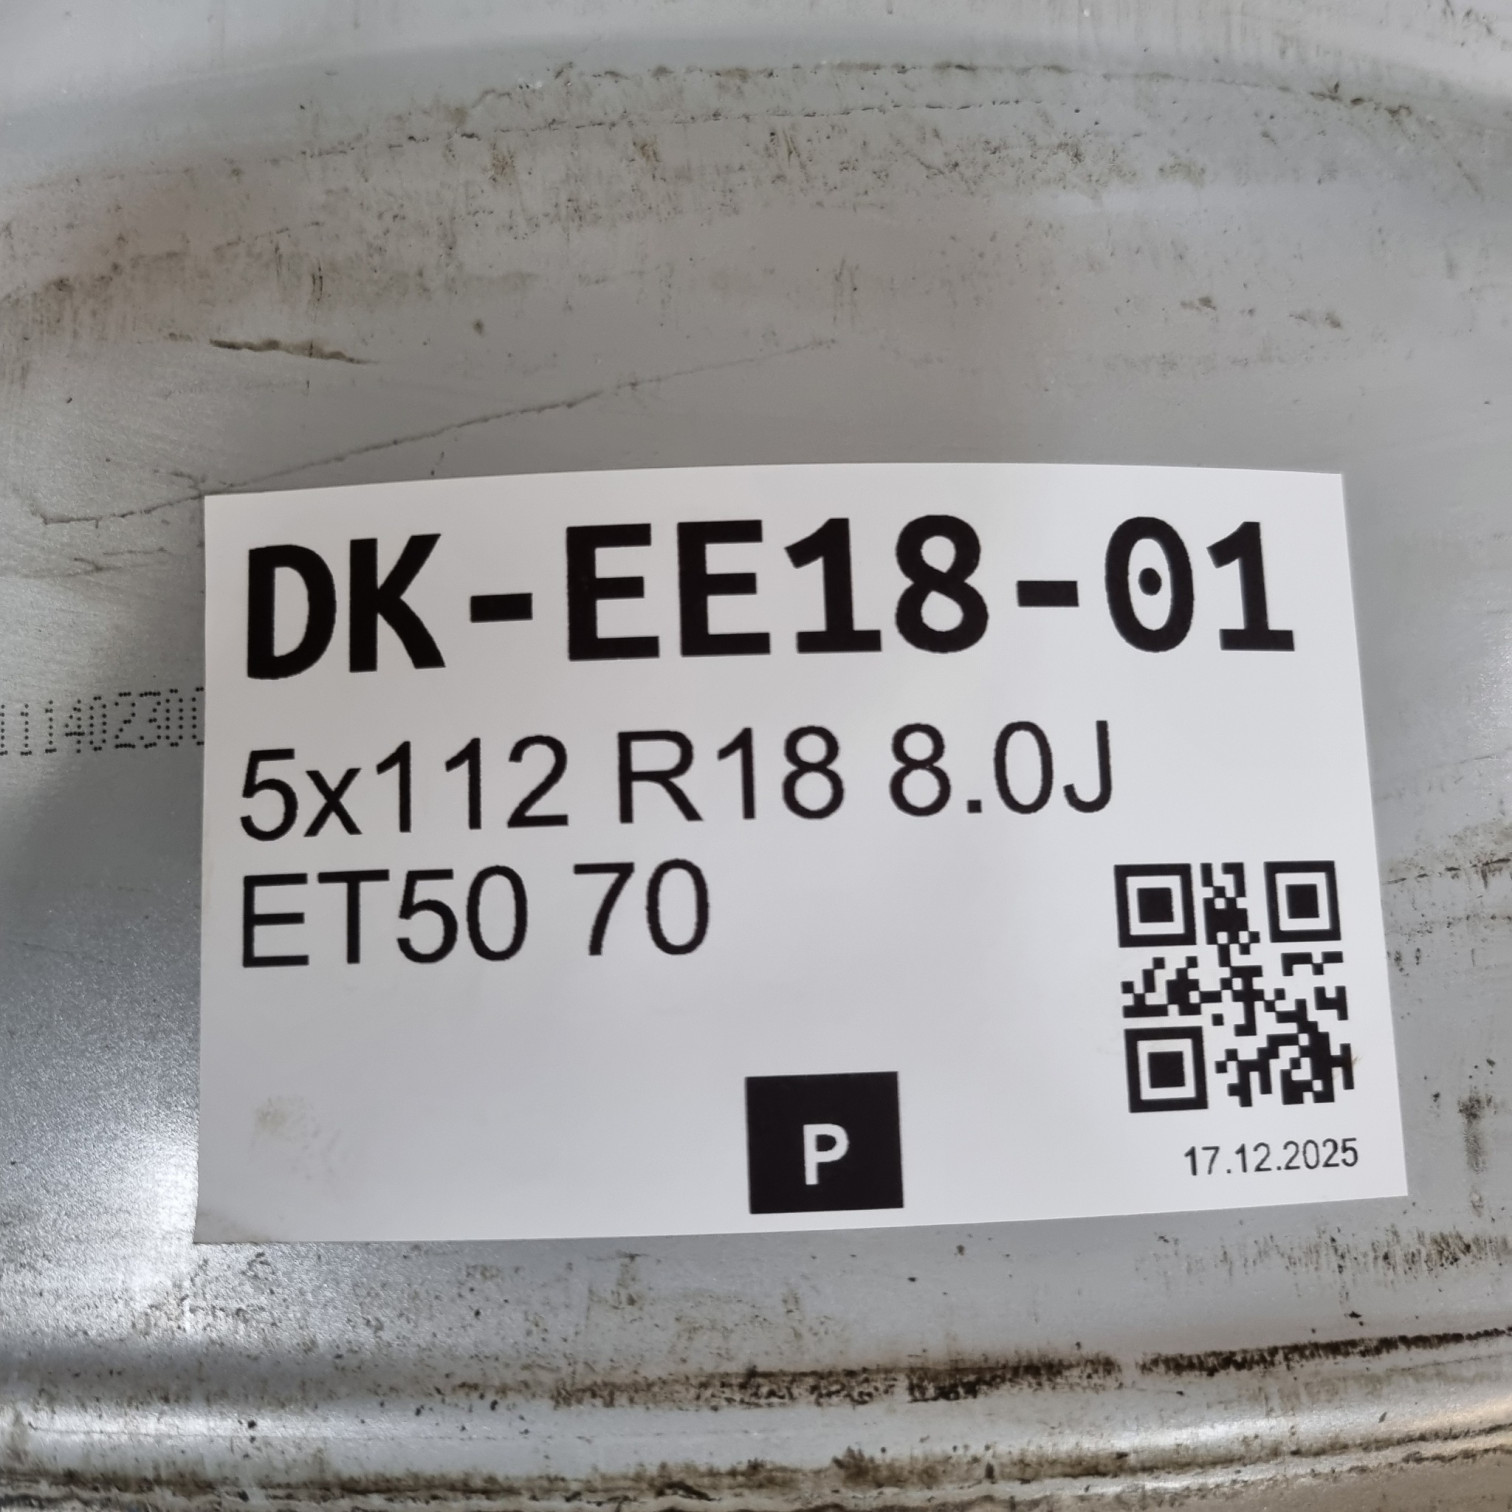 DK-EE18-01
5x112 R18 8.0J
ET50 70
P
17.12.2025